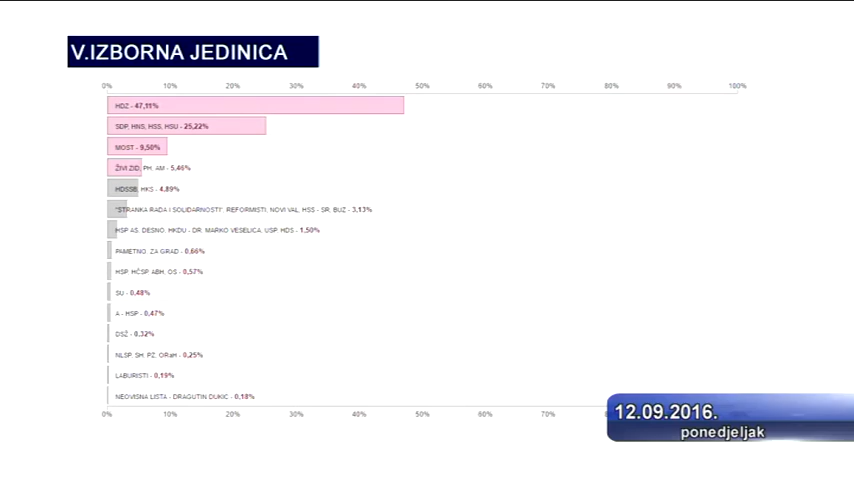 V.IZBORNA JEDINICA
0% 10% 20% 30% 40% 50% 60% 70% 80% 90% 100%
HDZ - 47,11%
SDP, HNS, HSS, HSU - 25,22%
MOST - 9,50%
ŽIVI ZID, PH, AM - 5,46%
HDSSB, HKS - 4,89%
"STRANKA RADA I SOLIDARNOSTI", REFORMISTI, NOVI VAL, HSS - SR, BUZ - 3,13%
HSP AS, DESNO, HKDU - DR. MARKO VESELICA, USP, HDS - 1,50%
PAMETNO, ZA GRAD - 0,66%
HSP, HČSP, ABH, OS - 0,57%
SU - 0,48%
A - HSP - 0,47%
DSŽ - 0,32%
NLSP, SH, PZ, ORaH - 0,25%
LABURISTI - 0,19%
NEOVISNA LISTA - DRAGUTIN DUKIĆ - 0,18%
0% 10% 20% 30% 40% 50% 60% 70%
12.09.2016.
ponedjeljak